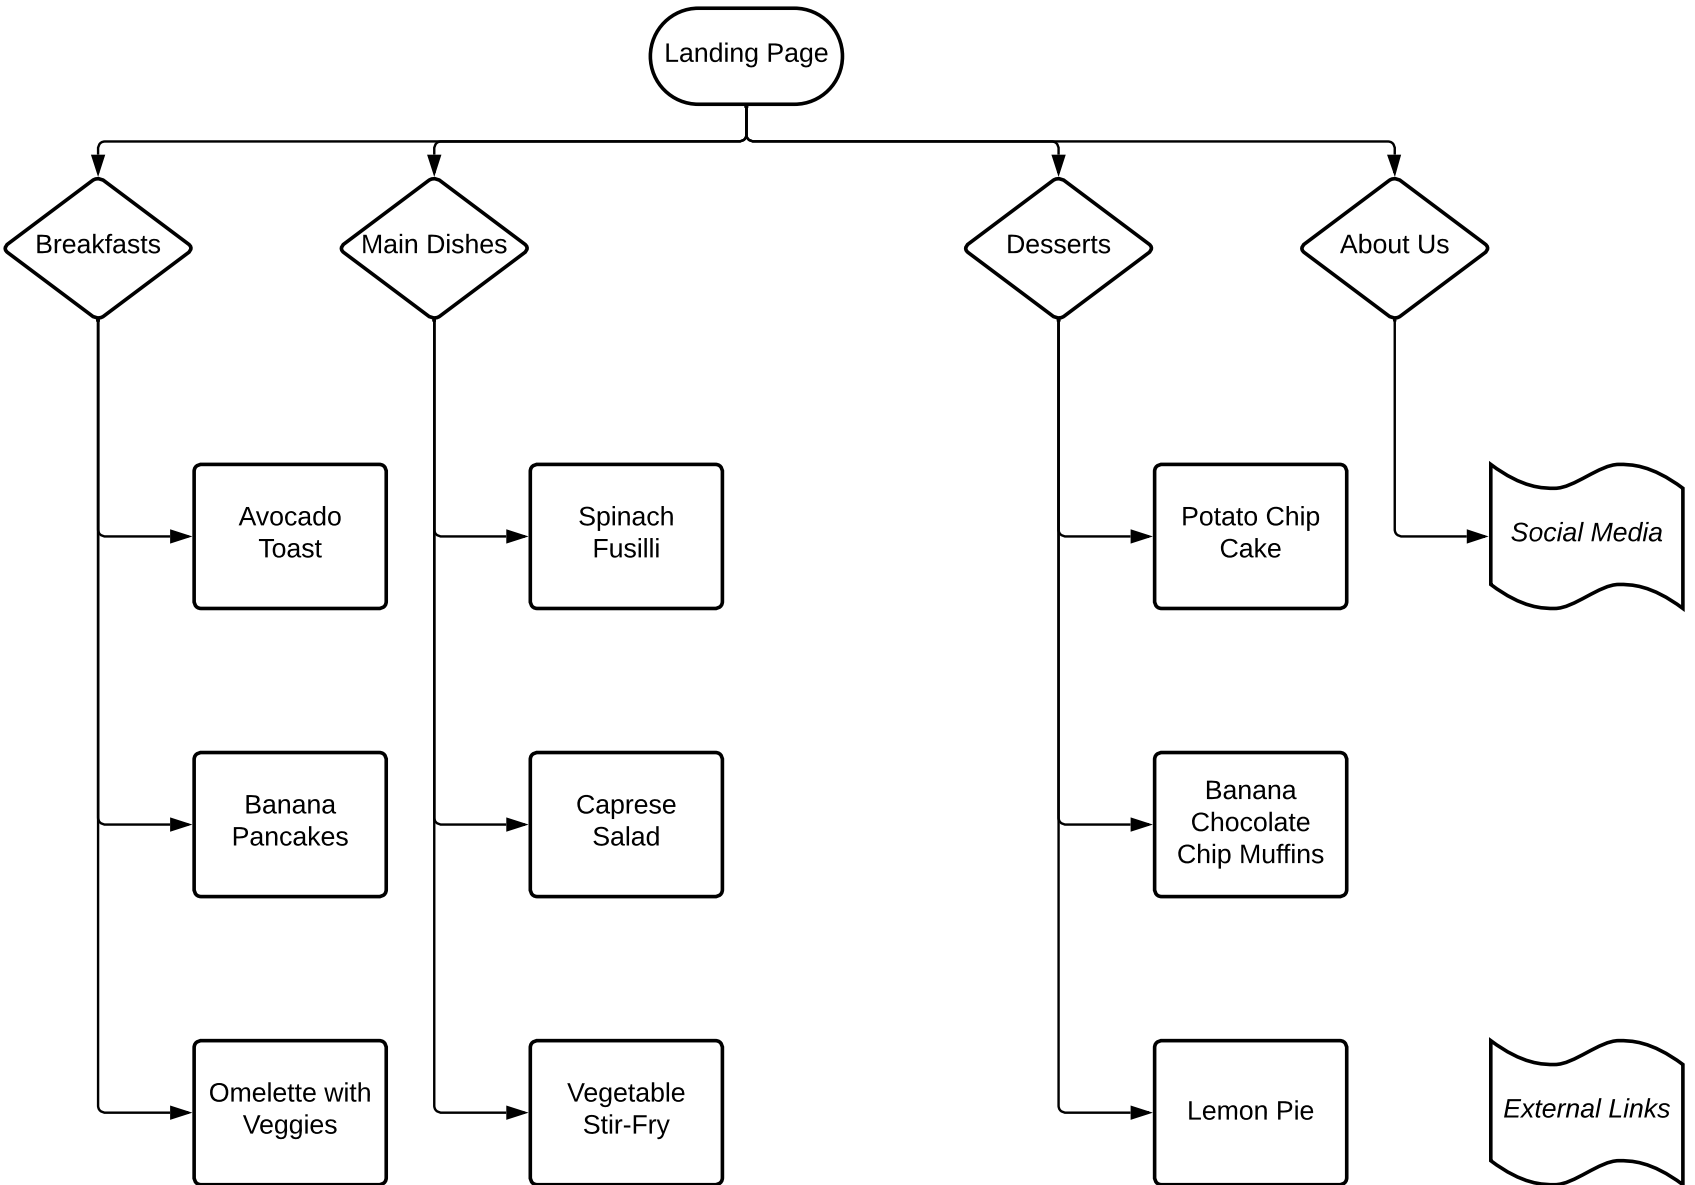 Landing Page
Breakfasts
Main Dishes
Desserts
About Us
Avocado
Toast
Spinach
Fusilli
Potato Chip
Cake
Social Media
Banana
Pancakes
Caprese
Salad
Banana
Chocolate
Chip Muffins
Omelette with
Veggies
Vegetable
Stir-Fry
Lemon Pie
External Links